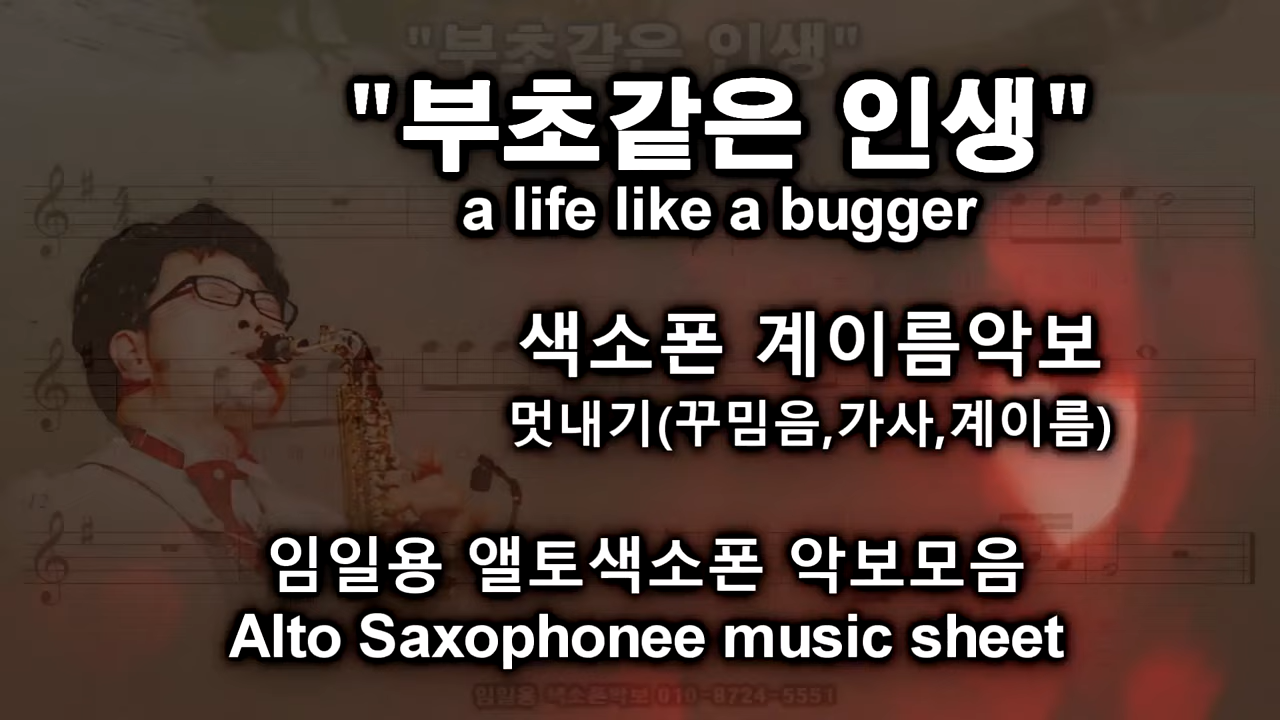 "부초같은 인생"
"부초같은 인생"
a life like a bugger
색소폰 계이름악보
멋내기(꾸밈음,가사,계이름)
임일용 앨토색소폰 악보모음
Alto Saxophonee music sheet
임일용 색소폰악보 010-8724-5551